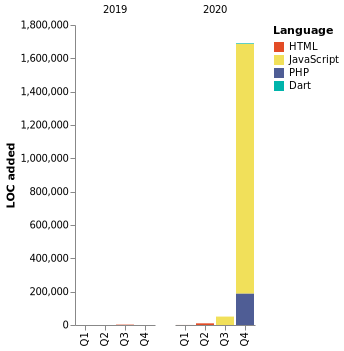 2019
2020
LOC added
1,800,000
1,600,000
1,400,000
1,200,000
1,000,000
800,000
600,000
400,000
200,000
0
Q1
Q2
Q3
Q4
Q1
Q2
Q3
Q4
Language
HTML
JavaScript
PHP
Dart